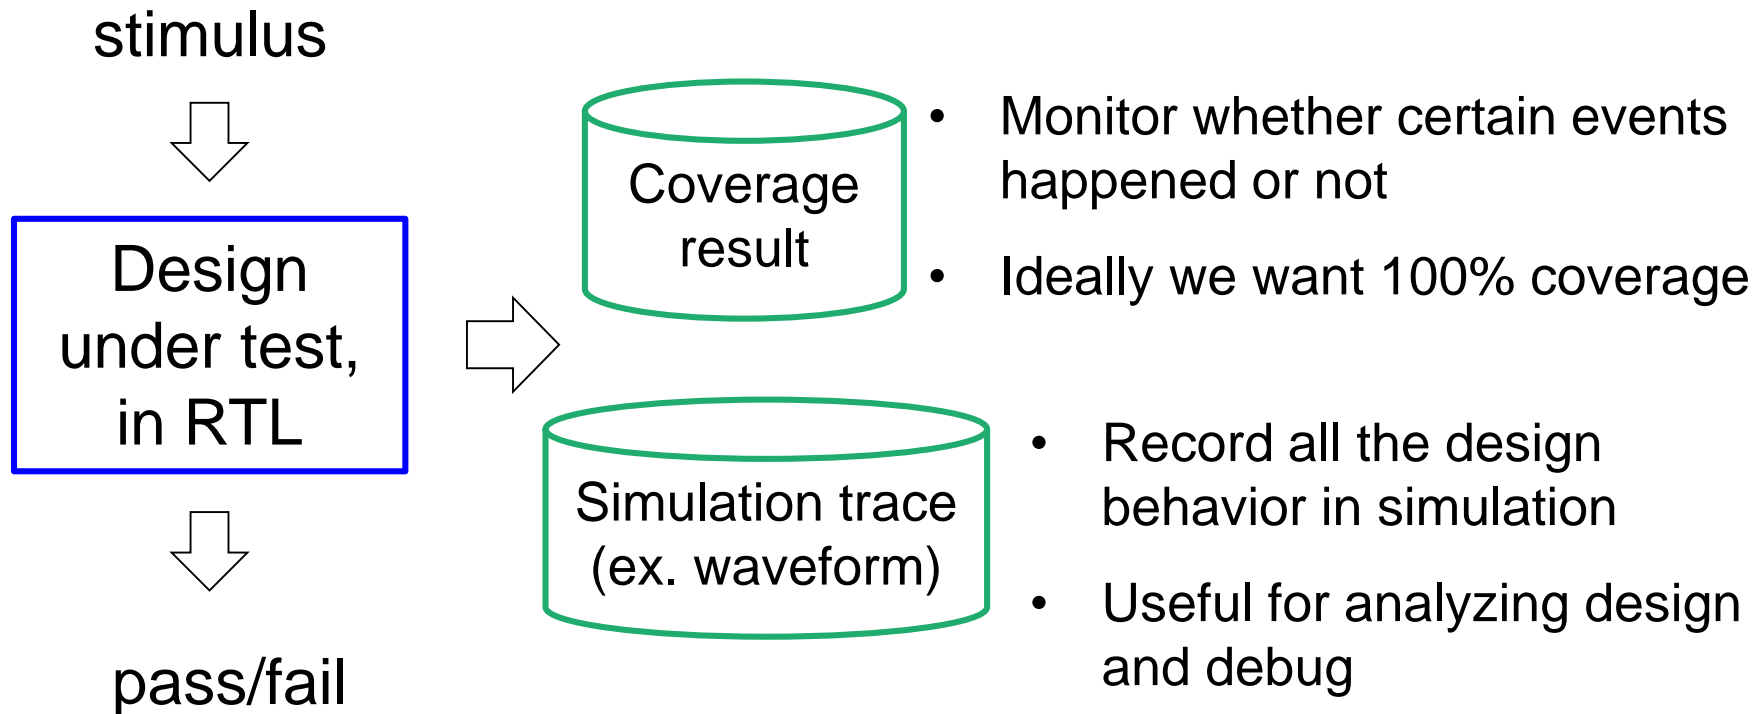 stimulus
Design
under test,
in RTL
pass/fail
Coverage
result
• Monitor whether certain events
happened or not
• Ideally we want 100% coverage
Simulation trace
(ex. waveform)
• Record all the design
behavior in simulation
• Useful for analyzing design
and debug